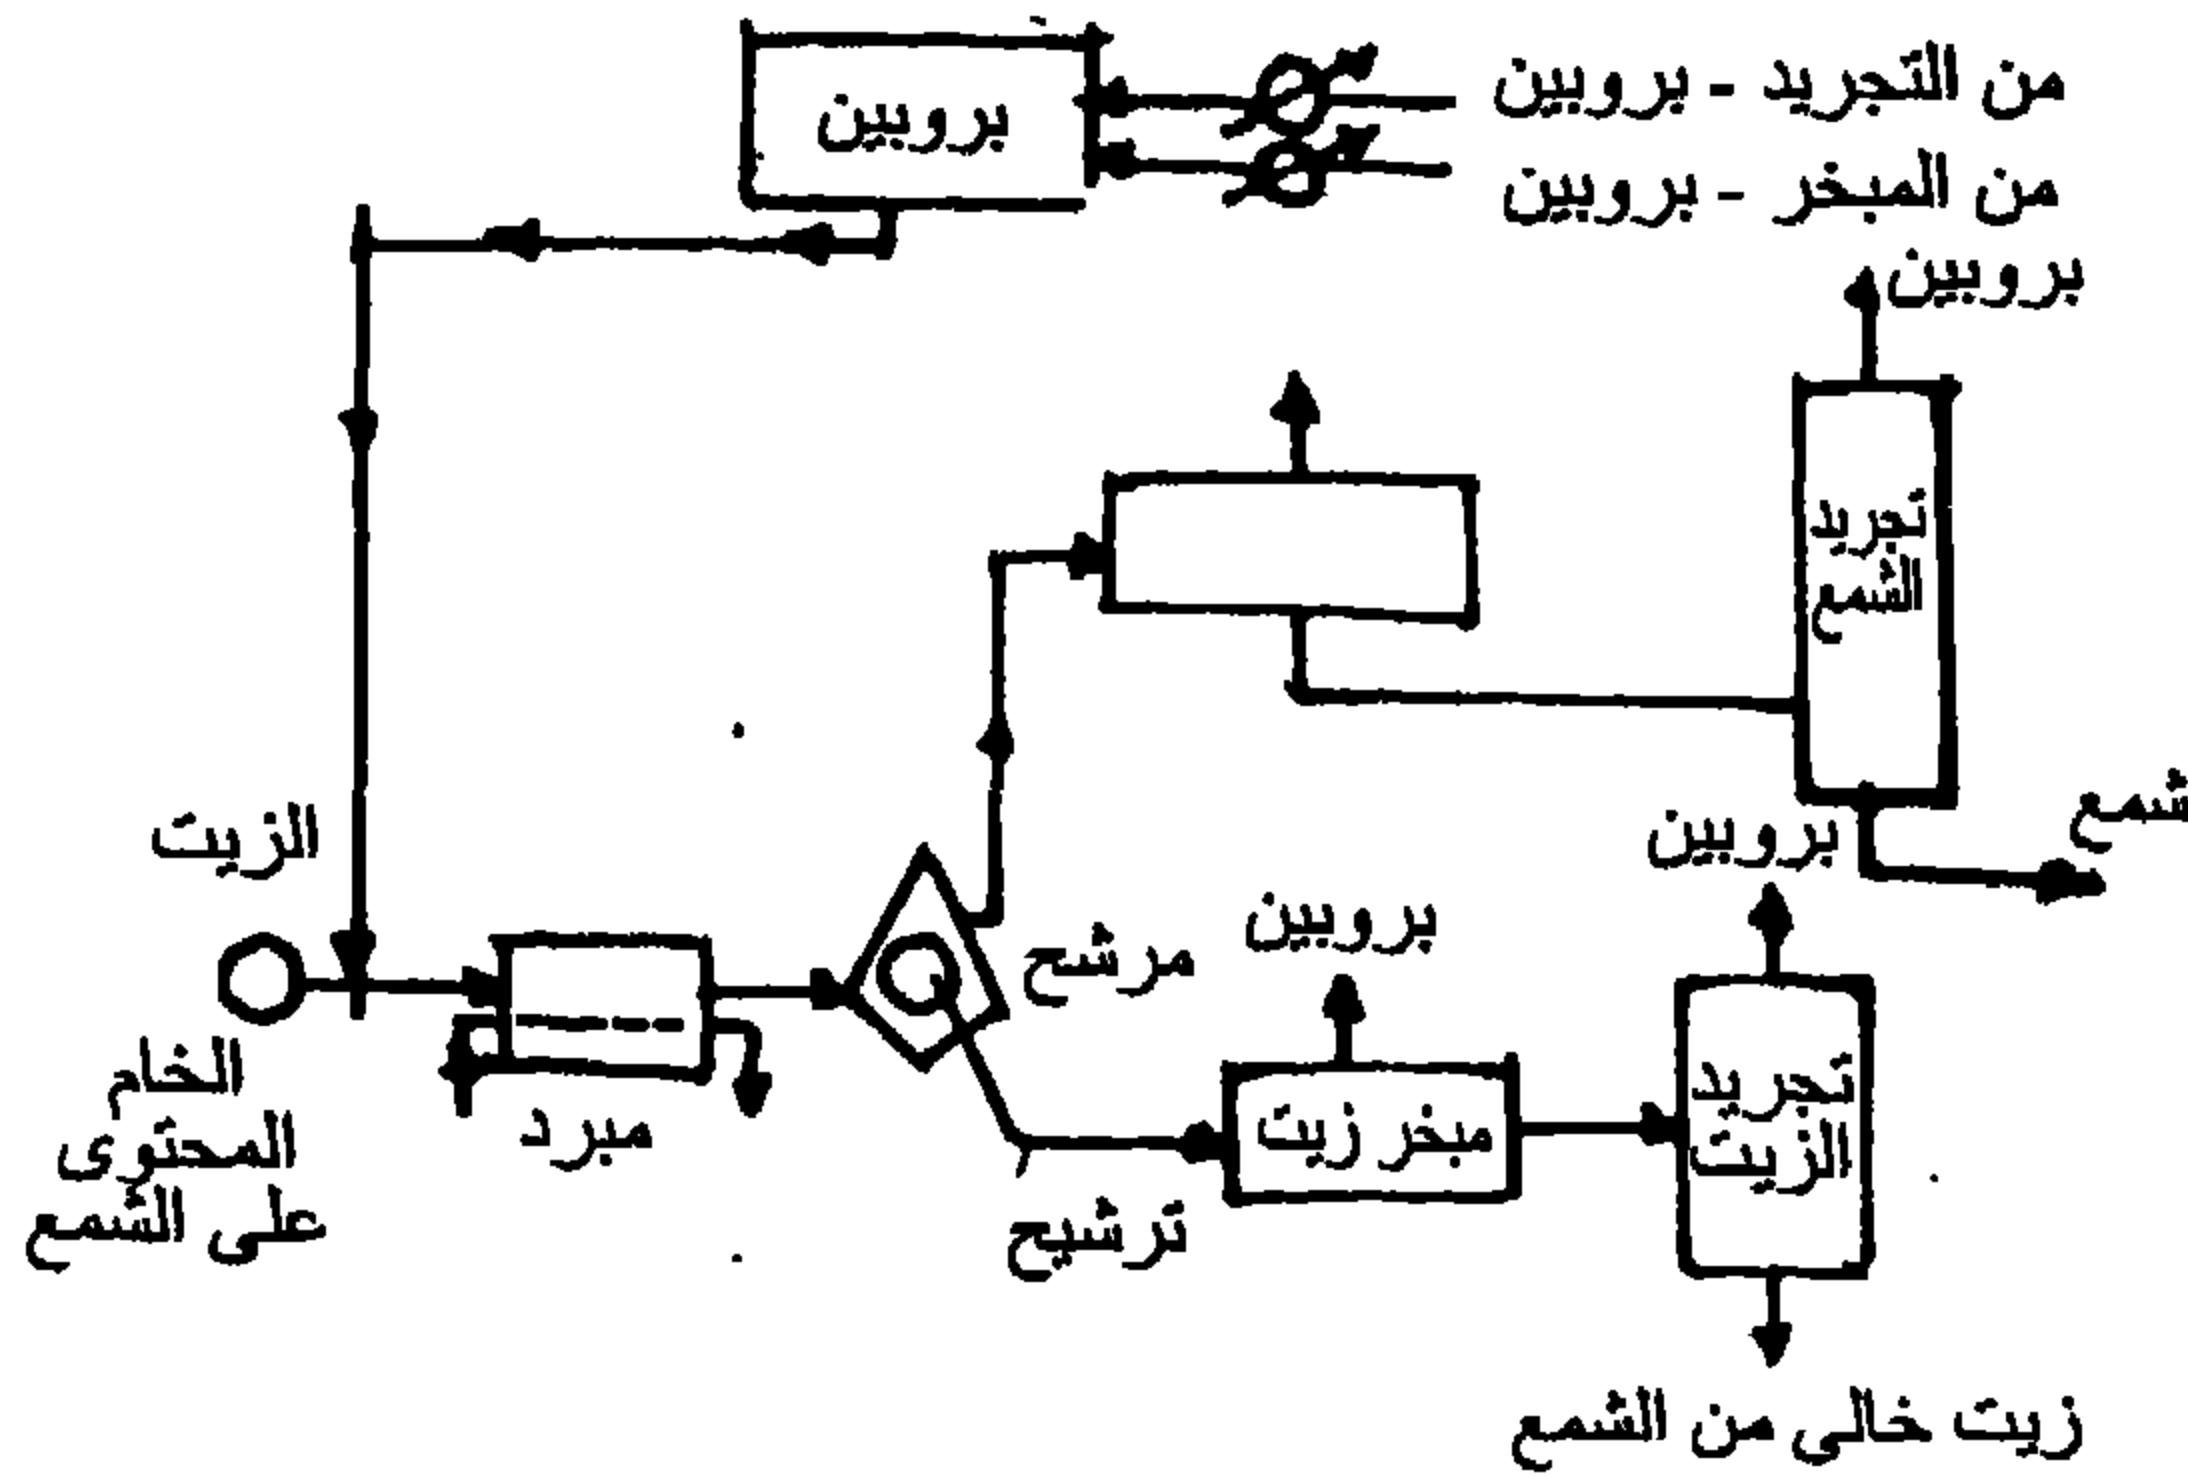 بروبين
من التجريد - بروبين
من المبخر - بروبين
بروبين
تجريد
الشمع
شمع
بروبين
الزيت
الخام
المحتوى
على الشمع
مبرد
مرشح
ترشيح
بروبين
مبخر زيت
تجريد
الزيت
زيت خالى من الشمع